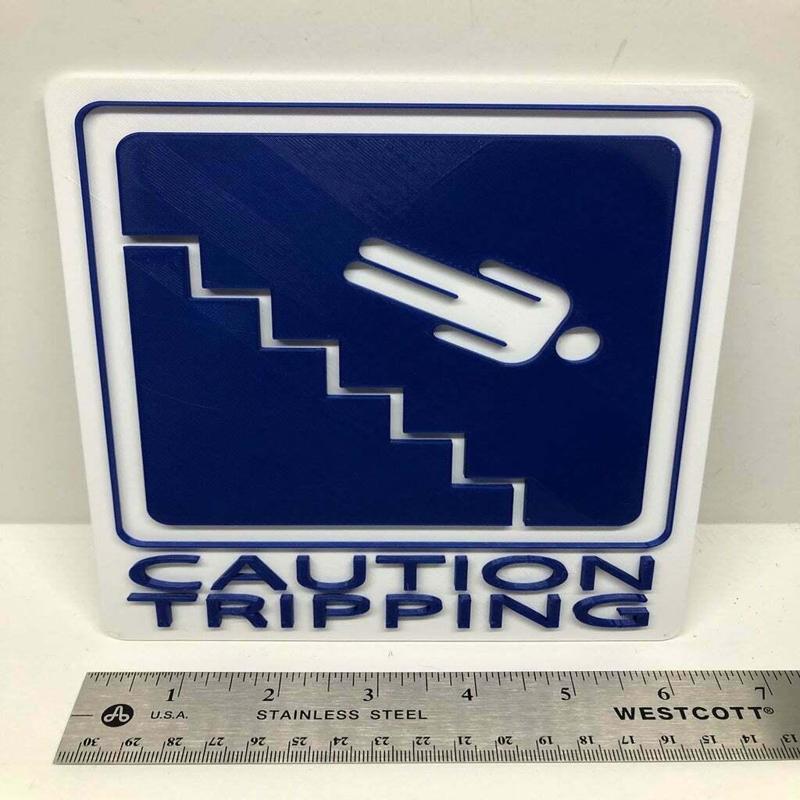 CAUTION
TRIPPING
1 2 3 4 5 6 7
U.S.A. STAINLESS STEEL WESTCOTT®
30 29 28 27 26 25 24 23 22 21 20 19 18 17 16 15 14 13